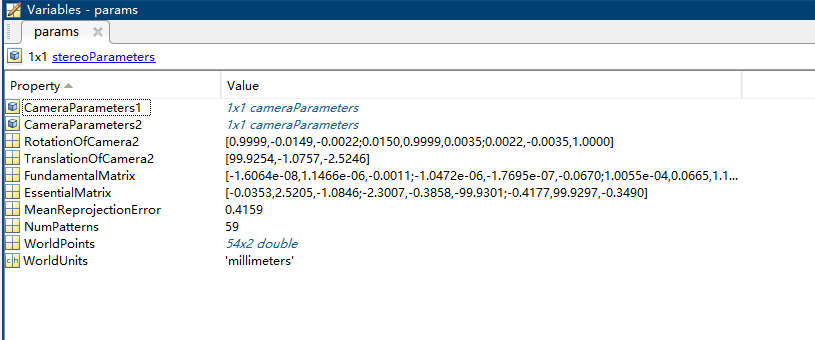 Variables - params
params
1x1 stereoParameters
Property Value
CameraParameters1 1x1 cameraParameters
CameraParameters2 1x1 cameraParameters
RotationOfCamera2 [0.9999,-0.0149,-0.0022;0.0150,0.9999,0.0035;0.0022,-0.0035,1.0000]
TranslationOfCamera2 [99.9254,-1.0757,-2.5246]
FundamentalMatrix [-1.6064e-08,1.1466e-06,-0.0011;-1.0472e-06,-1.7695e-07,-0.0670;1.0055e-04,0.0665,1.1...
EssentialMatrix [-0.0353,2.5205,-1.0846;-2.3007,-0.3858,-99.9301;-0.4177,99.9297,-0.3490]
MeanReprojectionError 0.4159
NumPatterns 59
WorldPoints 54x2 double
ch WorldUnits 'millimeters'